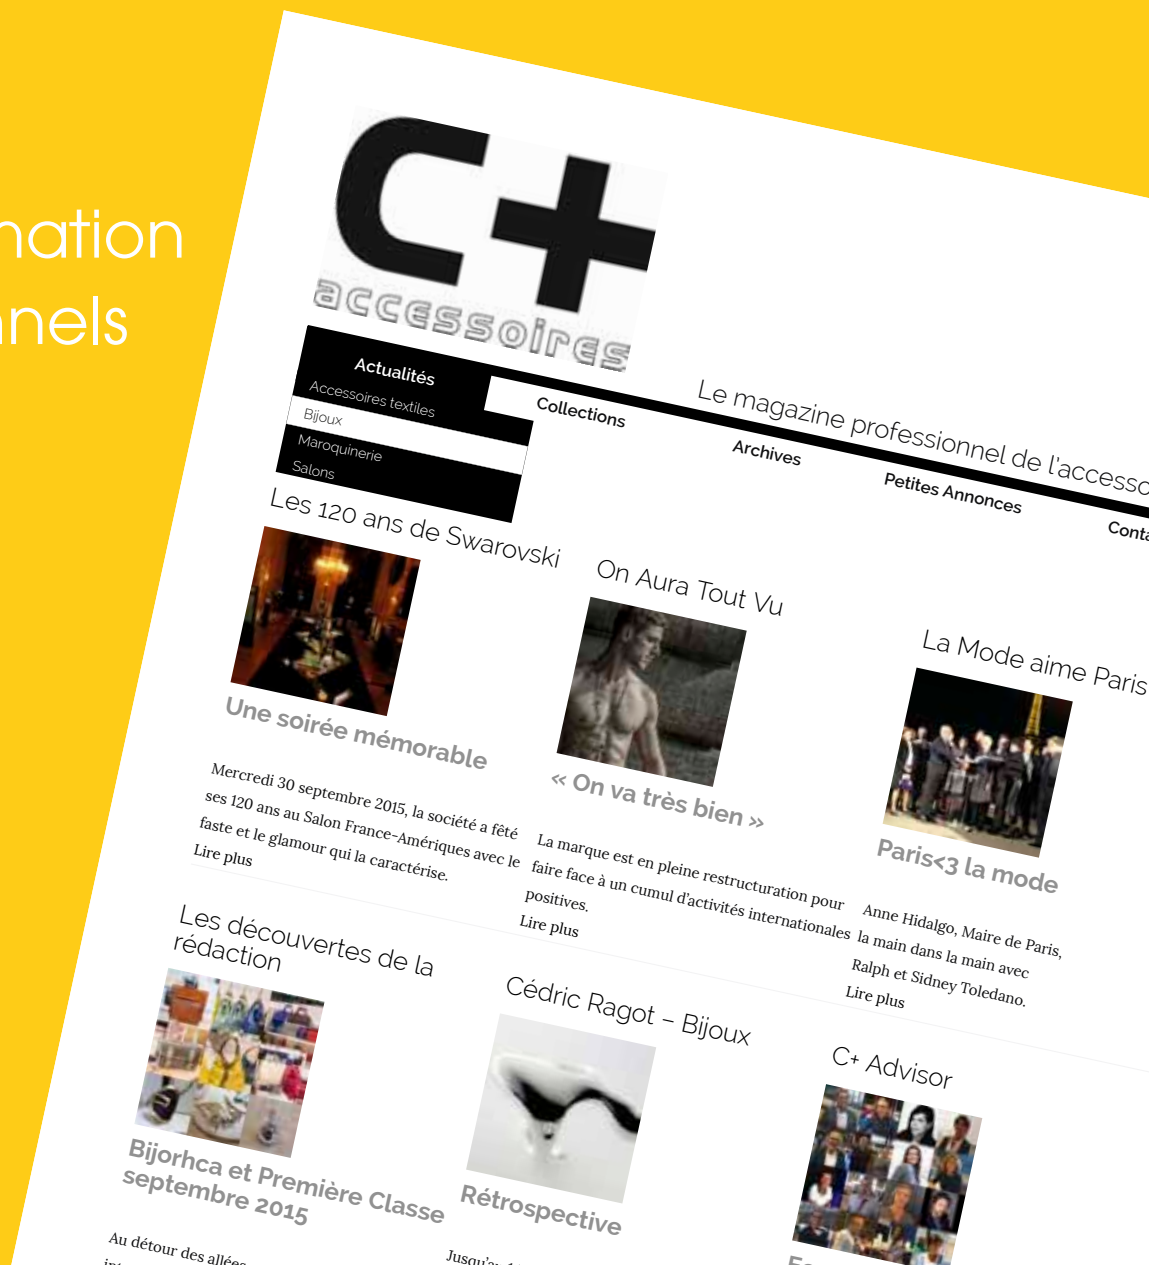 C+
accessoires
Le magazine professionnel de l'accesso
Actualités
Accessoires textiles
Bijoux
Maroquinerie
Salons
Collections
Archives
Petites Annonces
Conta
nation
nnels
Les 120 ans de Swarovski
Une soirée mémorable
Mercredi 30 septembre 2015, la société a fêté
ses 120 ans au Salon France-Amériques avec le
faste et le glamour qui la caractérise.
Lire plus
On Aura Tout Vu
« On va très bien »
La marque est en pleine restructuration pour
faire face à un cumul d'activités internationales
positives.
Lire plus
La Mode aime Paris
Paris<3 la mode
Anne Hidalgo, Maire de Paris,
la main dans la main avec
Ralph et Sidney Toledano.
Lire plus
Les découvertes de la
rédaction
Bijorhca et Première Classe
septembre 2015
Au détour des allées
Cédric Ragot – Bijoux
Rétrospective
C+ Advisor